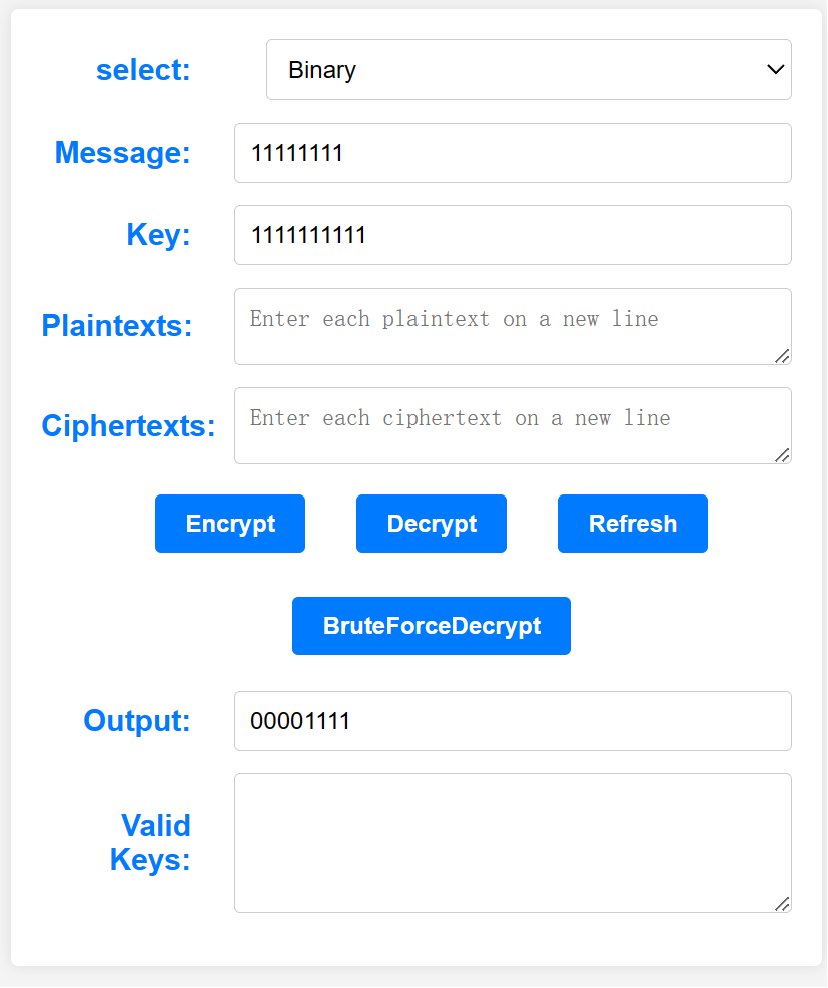 select: Binary
Message: 11111111
Key: 1111111111
Plaintexts: Enter each plaintext on a new line
Ciphertexts: Enter each ciphertext on a new line
Encrypt Decrypt Refresh
BruteForceDecrypt
Output: 00001111
Valid
Keys: